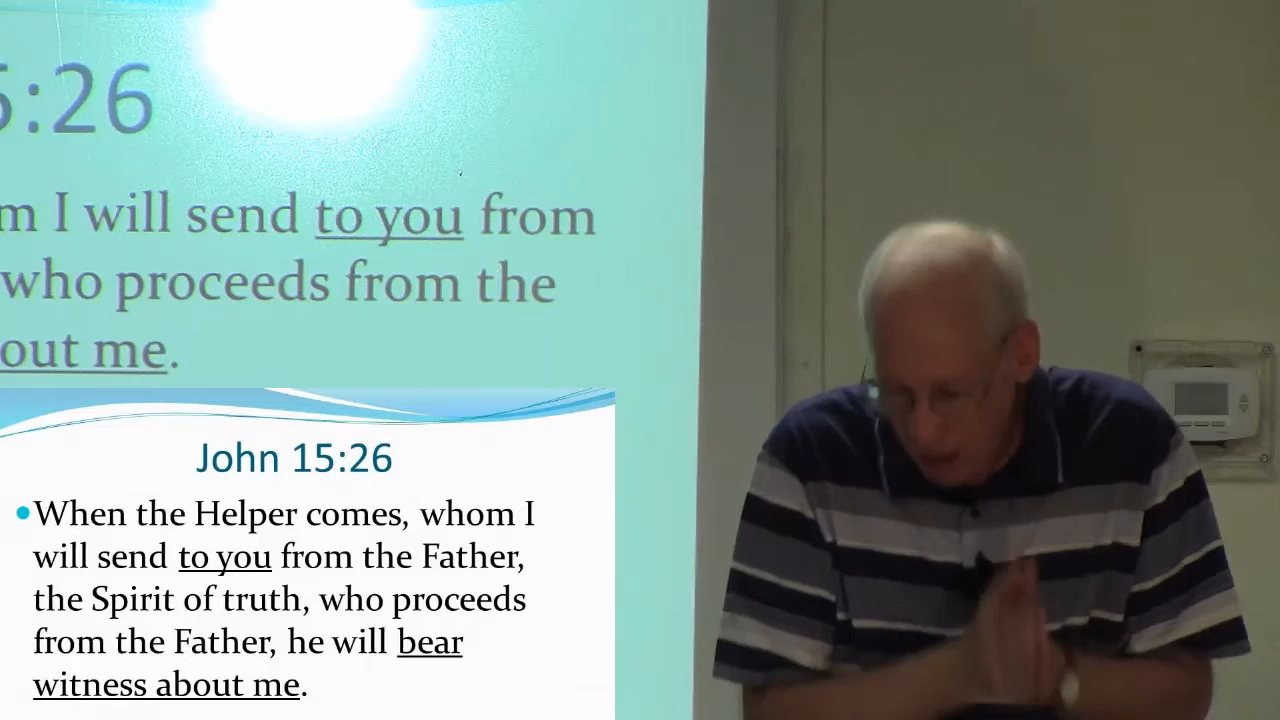 5:26
m I will send to you from
who proceeds from the
out me.
John 15:26
•When the Helper comes, whom I
will send to you from the Father,
the Spirit of truth, who proceeds
from the Father, he will bear
witness about me.